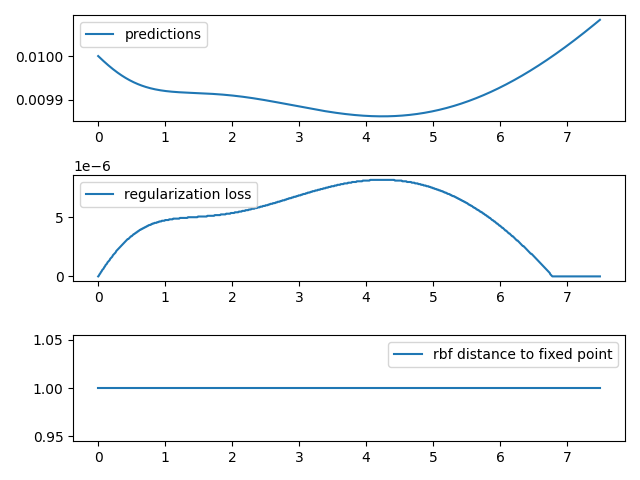 predictions
0.0100
0.0099
0 1 2 3 4 5 6 7
1e−6
regularization loss
5
0
0 1 2 3 4 5 6 7
1.05
rbf distance to fixed point
1.00
0.95
0 1 2 3 4 5 6 7